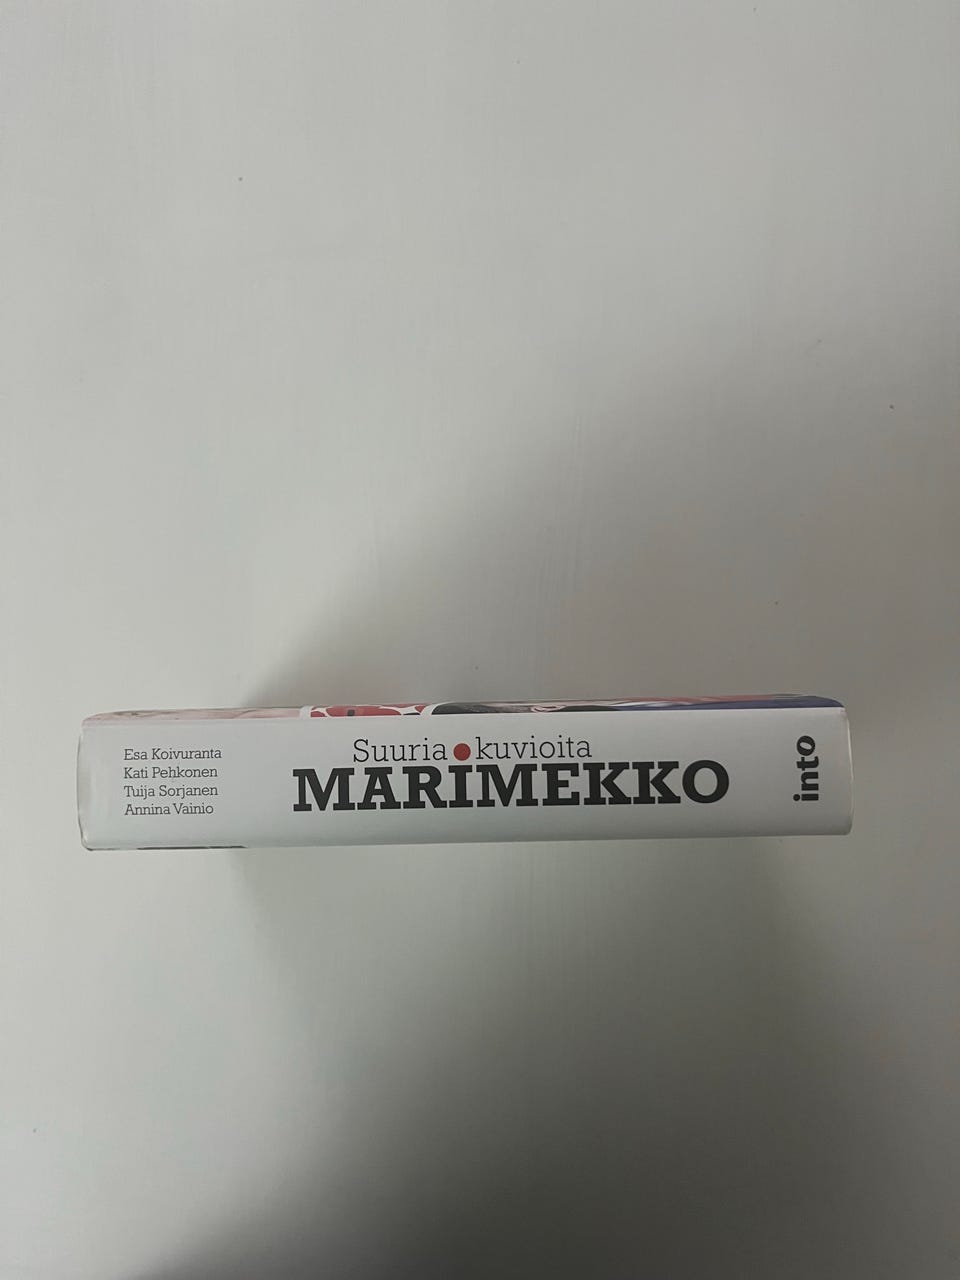 Esa Koivuranta
Kati Pehkonen
Tuija Sorjanen
Annina Vainio
Suuria kuvioita
MARIMEKKO
into